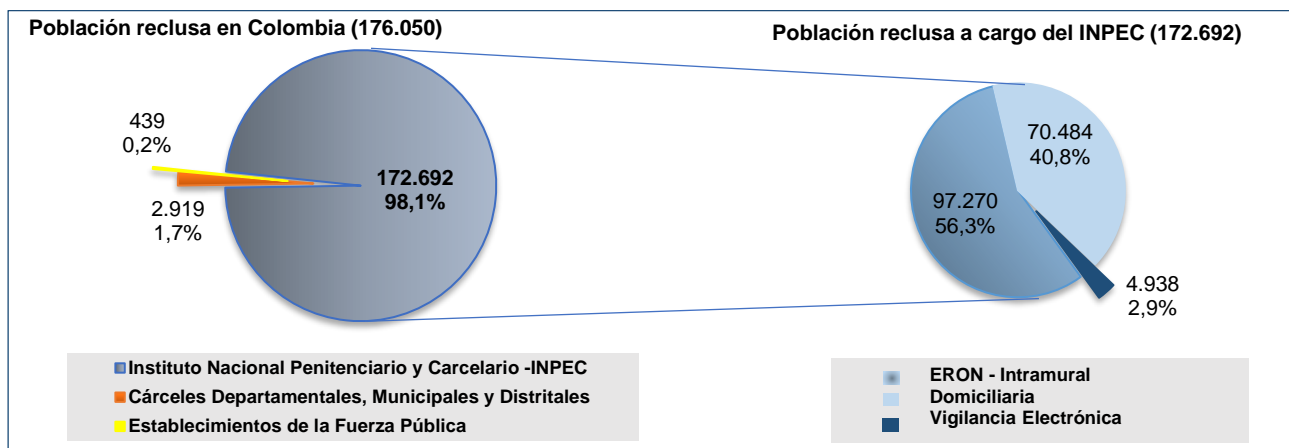 Población reclusa en Colombia (176.050)
439
0,2%
2.919
1,7%
172.692
98,1%
Instituto Nacional Penitenciario y Carcelario -INPEC
Cárceles Departamentales, Municipales y Distritales
Establecimientos de la Fuerza Pública
Población reclusa a cargo del INPEC (172.692)
70.484
40,8%
97.270
56,3%
4.938
2,9%
ERON - Intramural
Domiciliaria
Vigilancia Electrónica